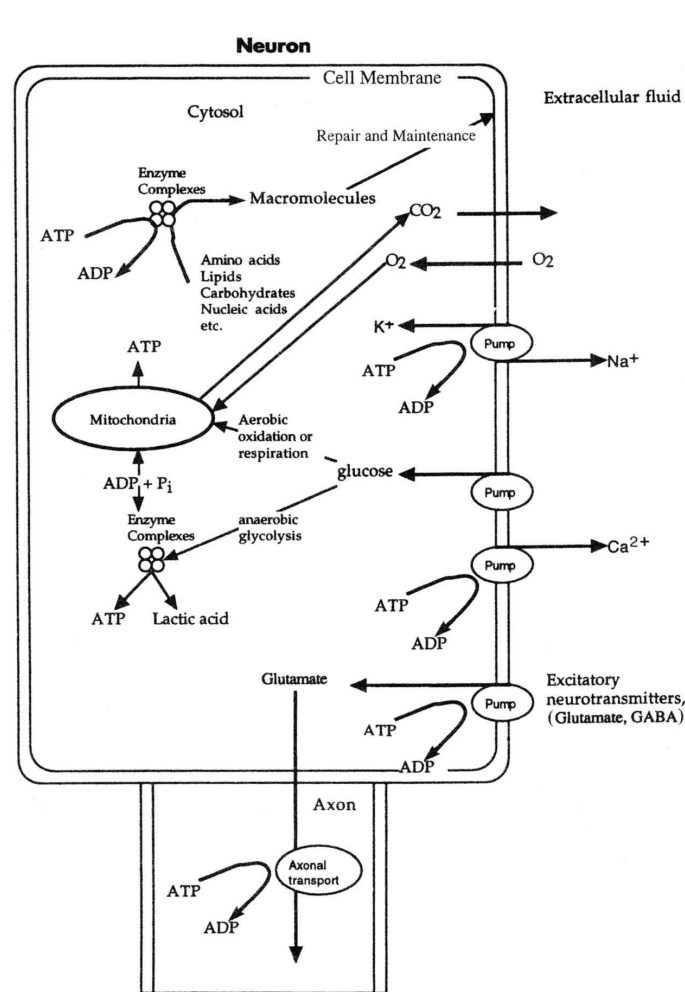 Neuron
Cell Membrane
Extracellular fluid
Cytosol
Repair and Maintenance
Enzyme
Complexes
Macromolecules
CO2
ATP
ADP
Amino acids
Lipids
Carbohydrates
Nucleic acids
etc.
O2
O2
K+
Pump
Na+
ATP
ADP
ATP
Mitochondria
Aerobic
oxidation or
respiration
glucose
Pump
ADP + Pi
Enzyme
Complexes
anaerobic
glycolysis
ATP
Lactic acid
Ca2+
Pump
ATP
ADP
Glutamate
Excitatory
neurotransmitters,
(Glutamate, GABA)
Pump
ATP
ADP
Axon
Axonal
transport
ATP
ADP